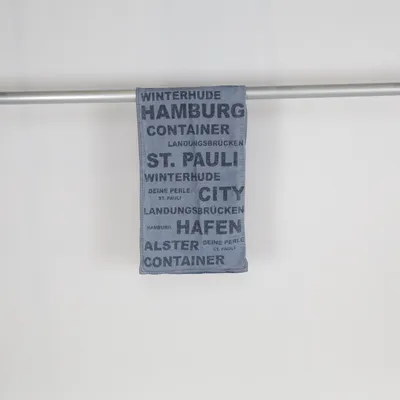 WINTERHUDE
HAMBURG
CONTAINER
LANDUNGSBRÜCKEN
ST. PAULI
WINTERHUDE
DEINE PERLE
ST. PAULI
CITY
LANDUNGSBRÜCKEN
HAMBURG
HAFEN
ALSTER
DEINE PERLE
ST. PAULI
CONTAINER